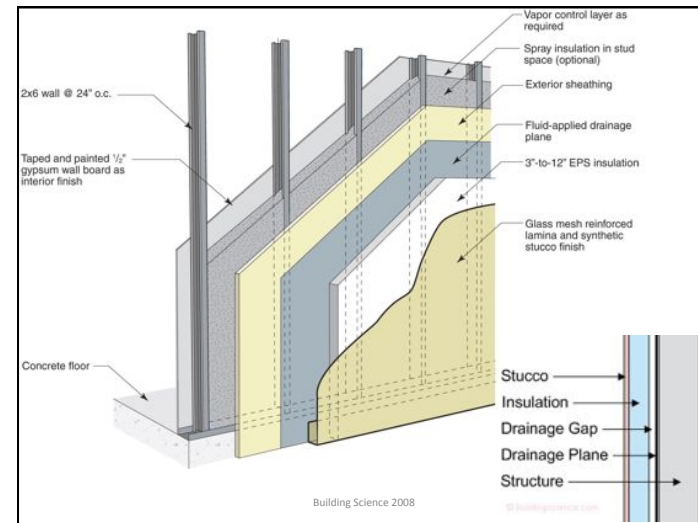 Vapor control layer as
required
Spray insulation in stud
space (optional)
Exterior sheathing
2x6 wall @ 24" o.c.
Fluid-applied drainage
plane
Taped and painted ½"
gypsum wall board as
interior finish
3"-to-12" EPS insulation
Glass mesh reinforced
lamina and synthetic
stucco finish
Concrete floor
Stucco
Insulation
Drainage Gap
Drainage Plane
Structure
Building Science 2008
© buildingscience.com